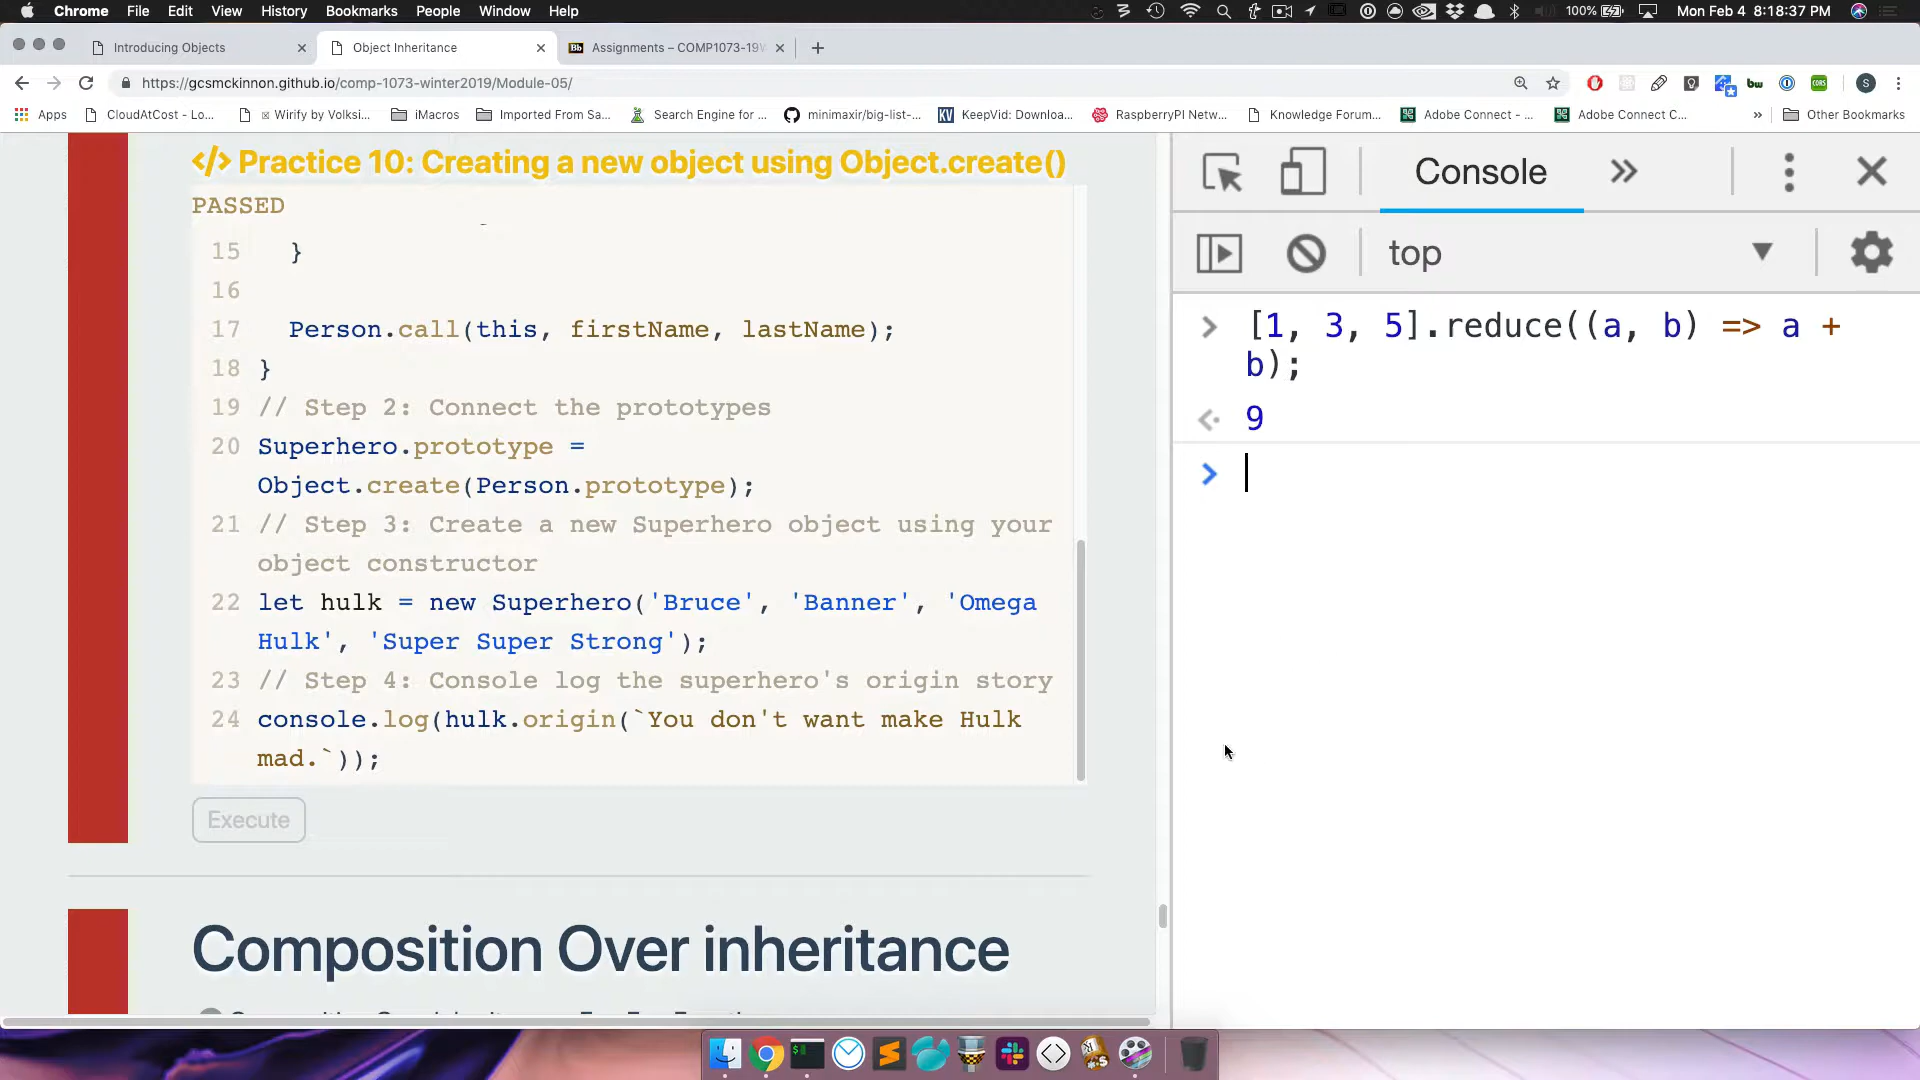 Chrome File Edit View History Bookmarks People Window Help 100% Mon Feb 4 8:18:37 PM
Introducing Objects Object Inheritance Bb Assignments – COMP1073-19W
https://gcsmckinnon.github.io/comp-1073-winter2019/Module-05/
Apps CloudAtCost - Lo... Wirify by Volksi... iMacros Imported From Sa... Search Engine for ... minimaxir/big-list-... KV KeepVid: Downloa... RaspberryPI Netw... Knowledge Forum... Adobe Connect - ... Adobe Connect C... » Other Bookmarks
</> Practice 10: Creating a new object using Object.create()
PASSED
15 }
16
17 Person.call(this, firstName, lastName);
18 }
19 // Step 2: Connect the prototypes
20 Superhero.prototype =
Object.create(Person.prototype);
21 // Step 3: Create a new Superhero object using your
object constructor
22 let hulk = new Superhero('Bruce', 'Banner', 'Omega
Hulk', 'Super Super Strong');
23 // Step 4: Console log the superhero's origin story
24 console.log(hulk.origin(`You don't want make Hulk
mad.`));
Execute
Composition Over inheritance
Console »
top
> [1, 3, 5].reduce((a, b) => a +
b);
9
>